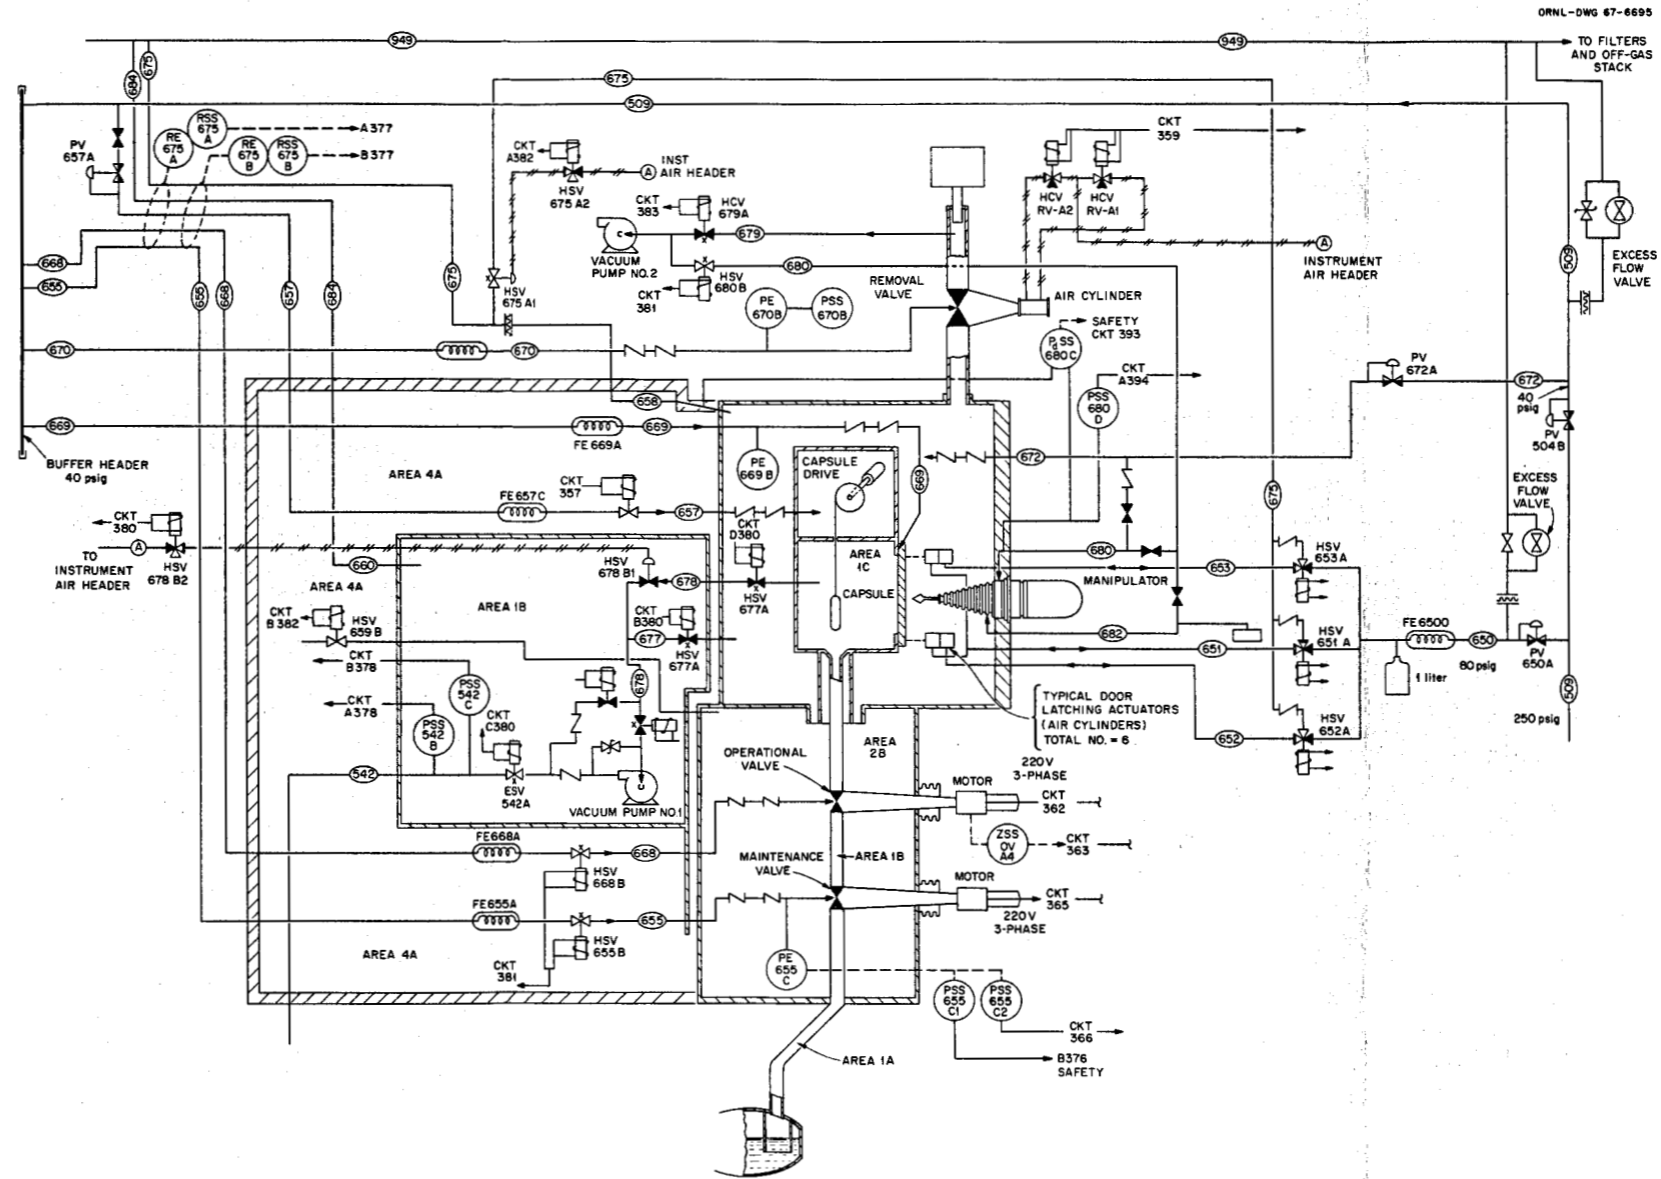 ORNL-DWG 67-6695
949
949
TO FILTERS
AND OFF-GAS
STACK
684
675
675
509
RSS
675
A
RE
675
A
A377
RE
675
B
RSS
675
B
B377
PV
657A
CKT
A382
HSV
675 A2
A
INST
AIR HEADER
CKT
359
HCV
RV-A2
HCV
RV-A1
A
INSTRUMENT
AIR HEADER
CKT
383
HCV
679A
C
679
VACUUM
PUMP NO.2
680
HSV
680 B
CKT
381
REMOVAL
VALVE
AIR CYLINDER
668
655
655
668
657
684
675
HSV
675 A1
PE
670B
PSS
670B
509
EXCESS
FLOW
VALVE
670
670
SAFETY
CKT 393
PdSS
680C
CKT
A394
PSS
680
D
PV
672A
672
40
psig
PV
504B
658
669
FE 669A
669
BUFFER HEADER
40 psig
PE
669 B
CAPSULE
DRIVE
669
672
EXCESS
FLOW
VALVE
675
AREA 4A
CKT
357
FE657C
657
CKT
D380
CKT
380
A
TO
INSTRUMENT
AIR HEADER
HSV
678 B2
660
HSV
678 B1
678
HSV
677A
AREA
1C
CAPSULE
680
MANIPULATOR
653
HSV
653A
AREA 4A
AREA 1B
CKT
B 382
HSV
659 B
CKT
B380
677
HSV
677A
682
651
HSV
651 A
FE6500
650
80 psig
PV
650A
1 liter
509
250 psig
CKT
B378
CKT
A378
PSS
542
C
PSS
542
B
CKT
C380
678
542
ESV
542A
C
VACUUM PUMP NO.1
TYPICAL DOOR
LATCHING ACTUATORS
(AIR CYLINDERS)
TOTAL NO. = 6
652
HSV
652A
OPERATIONAL
VALVE
AREA
2B
220V
3-PHASE
MOTOR
CKT
362
ZSS
OV
A4
CKT
363
FE668A
668
HSV
668B
MAINTENANCE
VALVE
AREA 1B
MOTOR
CKT
365
220V
3-PHASE
FE655A
655
HSV
655B
AREA 4A
CKT
381
PE
655
C
PSS
655
C1
PSS
655
C2
CKT
366
B376
SAFETY
AREA 1A